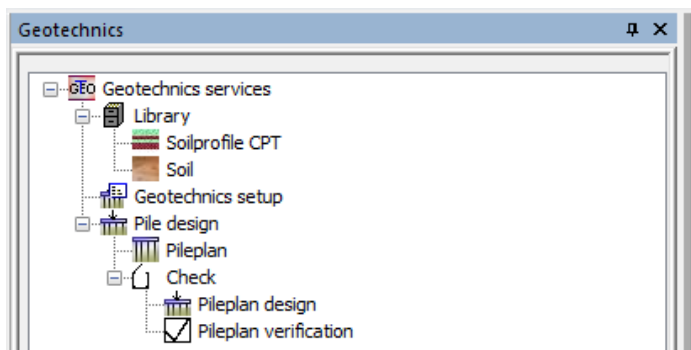 Geotechnics
GEO Geotechnics services
Library
Soilprofile CPT
Soil
Geotechnics setup
Pile design
Pileplan
Check
Pileplan design
Pileplan verification